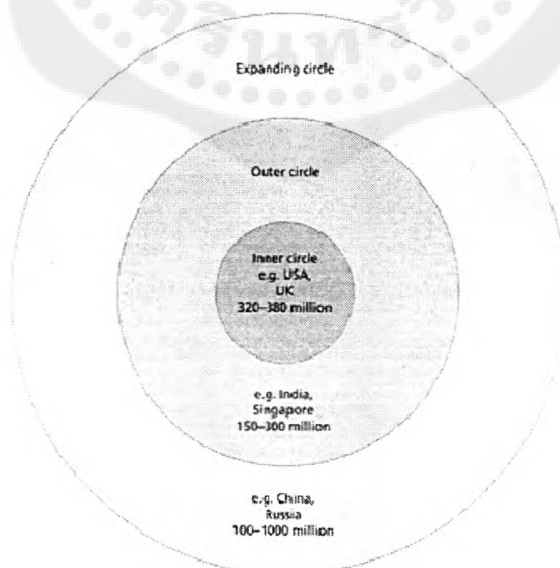 Expanding circle
Outer circle
Inner circle
e.g. USA,
UK
320–380 million
e.g. India,
Singapore
150–300 million
e.g. China,
Russia
100–1000 million